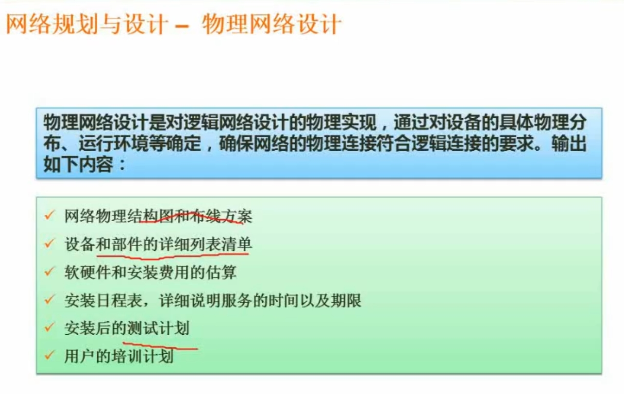 网络规划与设计 – 物理网络设计
物理网络设计是对逻辑网络设计的物理实现，通过对设备的具体物理分
布、运行环境等确定，确保网络的物理连接符合逻辑连接的要求。输出
如下内容：
网络物理结构图和布线方案
设备和部件的详细列表清单
软硬件和安装费用的估算
安装日程表，详细说明服务的时间以及期限
安装后的测试计划
用户的培训计划